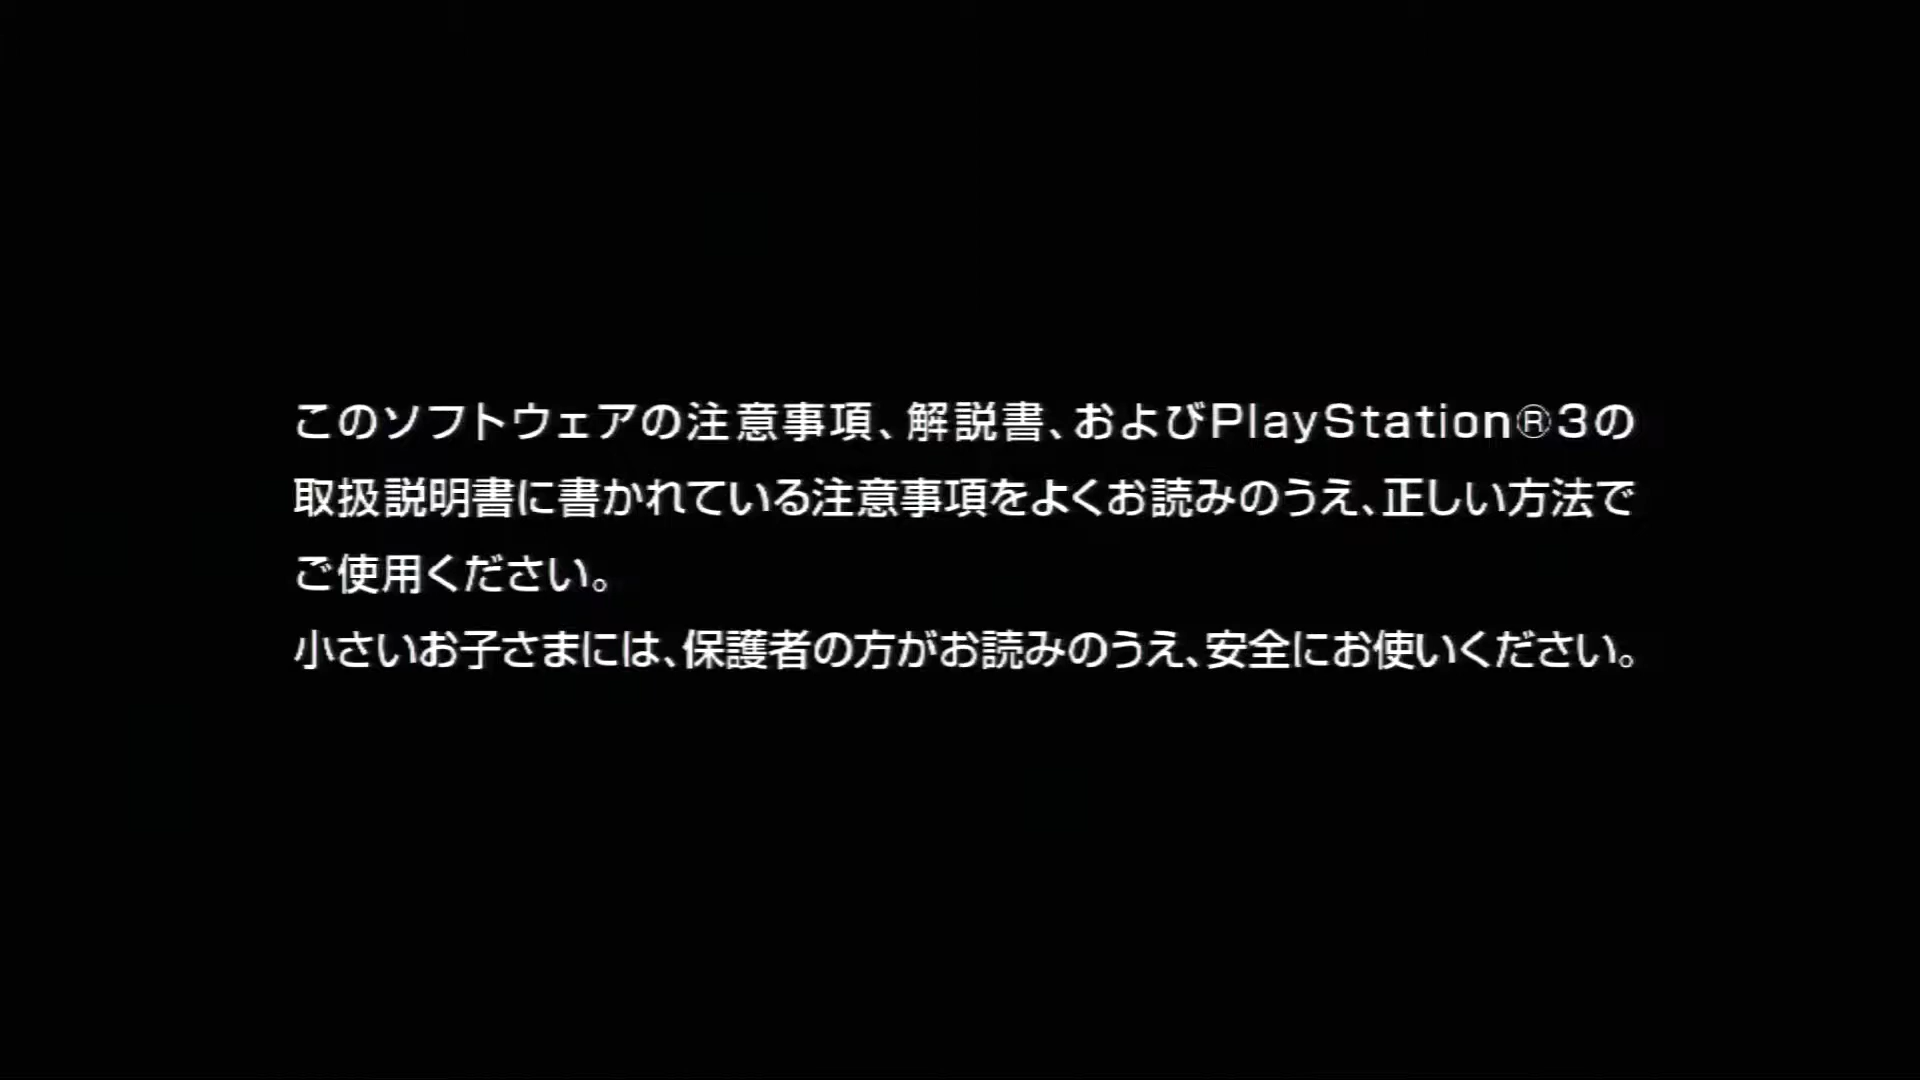 このソフトウェアの注意事項、解説書、およびPlayStation®3の
取扱説明書に書かれている注意事項をよくお読みのうえ、正しい方法で
ご使用ください。
小さいお子さまには、保護者の方がお読みのうえ、安全にお使いください。